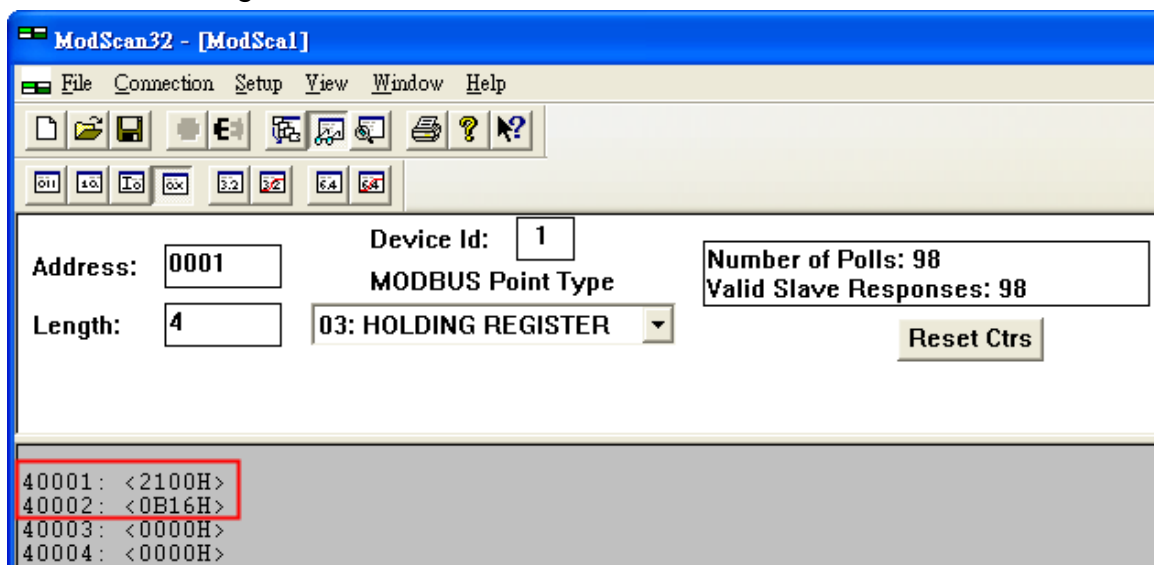 ModScan32 - [ModSca1]
File Connection Setup View Window Help
Device Id: 1
Address: 0001
MODBUS Point Type
Length: 4
03: HOLDING REGISTER
Number of Polls: 98
Valid Slave Responses: 98
Reset Ctrs
40001: <2100H>
40002: <0B16H>
40003: <0000H>
40004: <0000H>